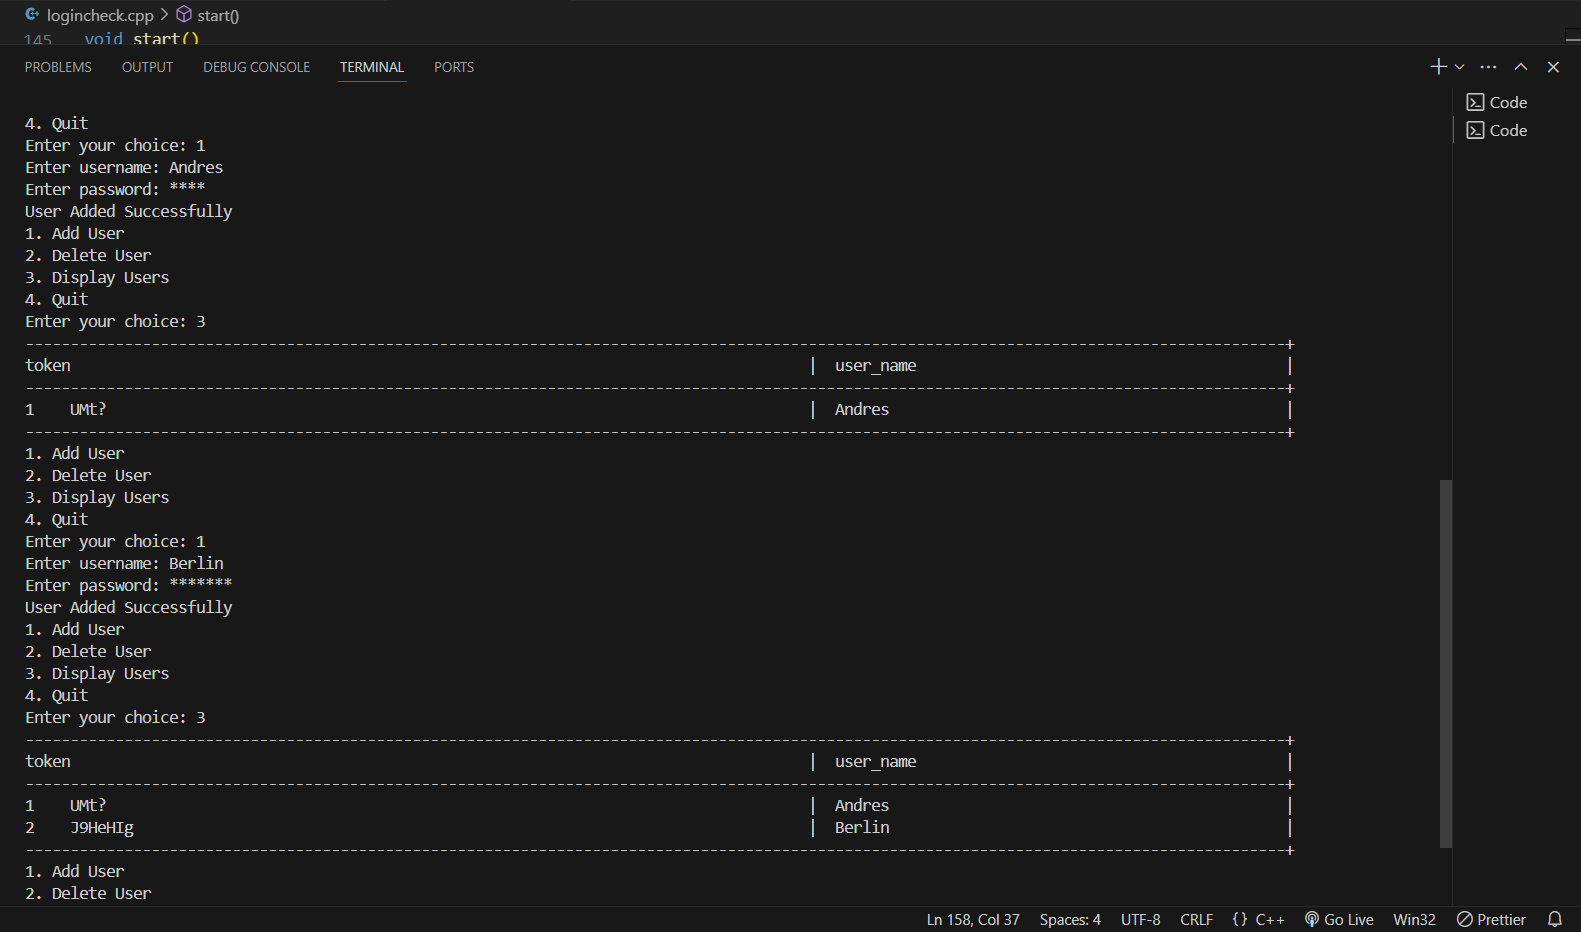 logincheck.cpp > start()
145 void start()
PROBLEMS OUTPUT DEBUG CONSOLE TERMINAL PORTS
Code
Code
4. Quit
Enter your choice: 1
Enter username: Andres
Enter password: ****
User Added Successfully
1. Add User
2. Delete User
3. Display Users
4. Quit
Enter your choice: 3
--------------------------------------------------------------------------------------------------------------------------------------------+
token | user_name |
--------------------------------------------------------------------------------------------------------------------------------------------+
1 UMt? | Andres |
--------------------------------------------------------------------------------------------------------------------------------------------+
1. Add User
2. Delete User
3. Display Users
4. Quit
Enter your choice: 1
Enter username: Berlin
Enter password: *******
User Added Successfully
1. Add User
2. Delete User
3. Display Users
4. Quit
Enter your choice: 3
--------------------------------------------------------------------------------------------------------------------------------------------+
token | user_name |
--------------------------------------------------------------------------------------------------------------------------------------------+
1 UMt? | Andres |
2 J9HeHIg | Berlin |
--------------------------------------------------------------------------------------------------------------------------------------------+
1. Add User
2. Delete User
Ln 158, Col 37 Spaces: 4 UTF-8 CRLF {} C++ Go Live Win32 Prettier